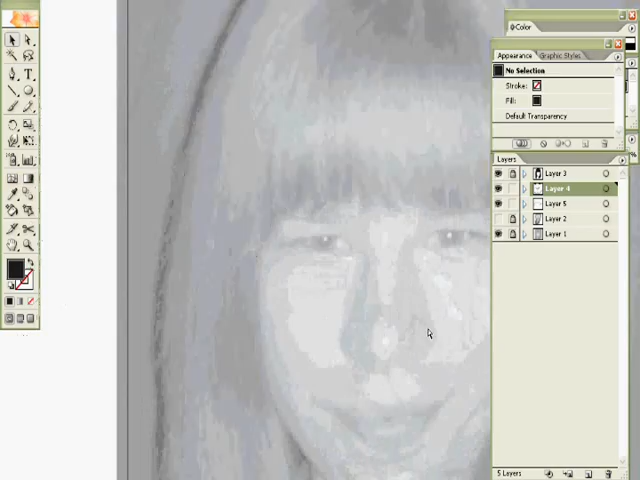 Color
Appearance
Graphic Styles
No Selection
Stroke:
Fill:
Default Transparency
Layers
Layer 3
Layer 4
Layer 5
Layer 2
Layer 1
5 Layers